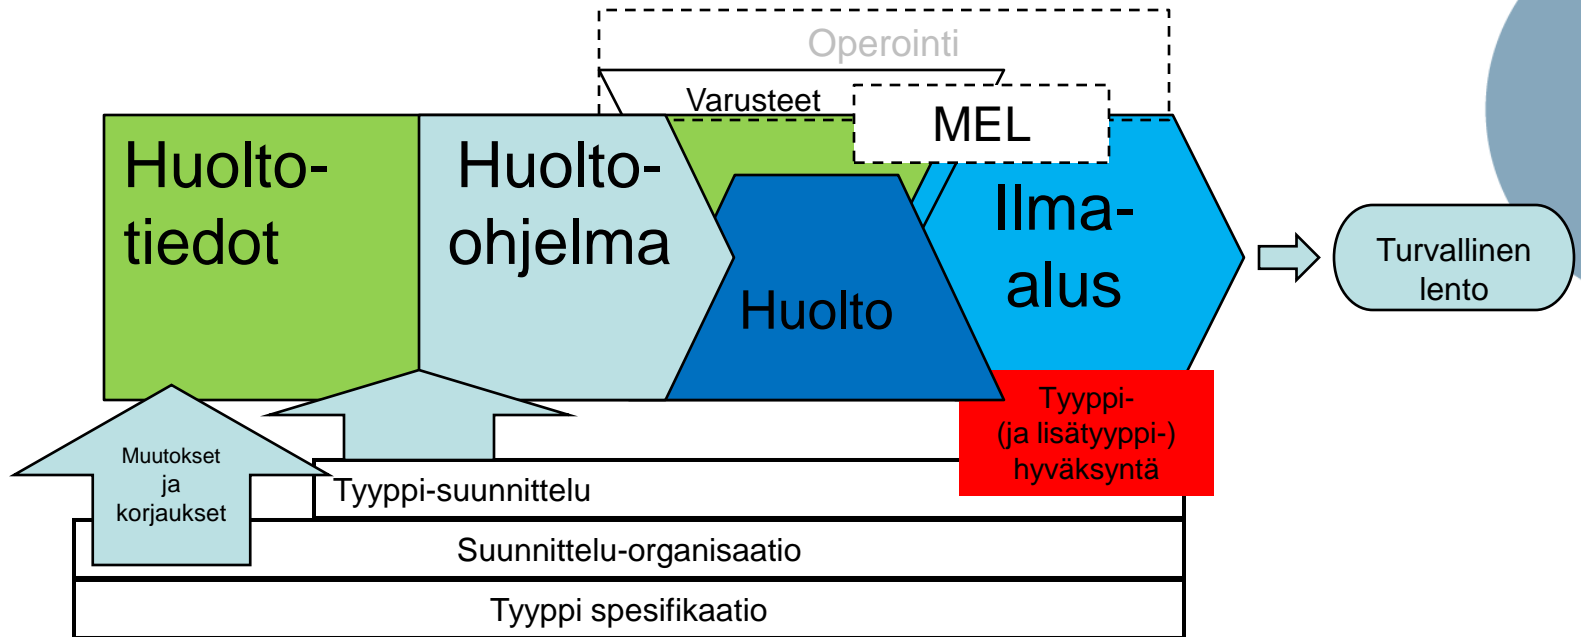 Operointi
Varusteet
MEL
Huolto-
tiedot
Huolto-
ohjelma
Huolto
Ilma-
alus
Turvallinen
lento
Tyyppi-
(ja lisätyyppi-)
hyväksyntä
Muutokset
ja
korjaukset
Tyyppi-suunnittelu
Suunnittelu-organisaatio
Tyyppi spesifikaatio